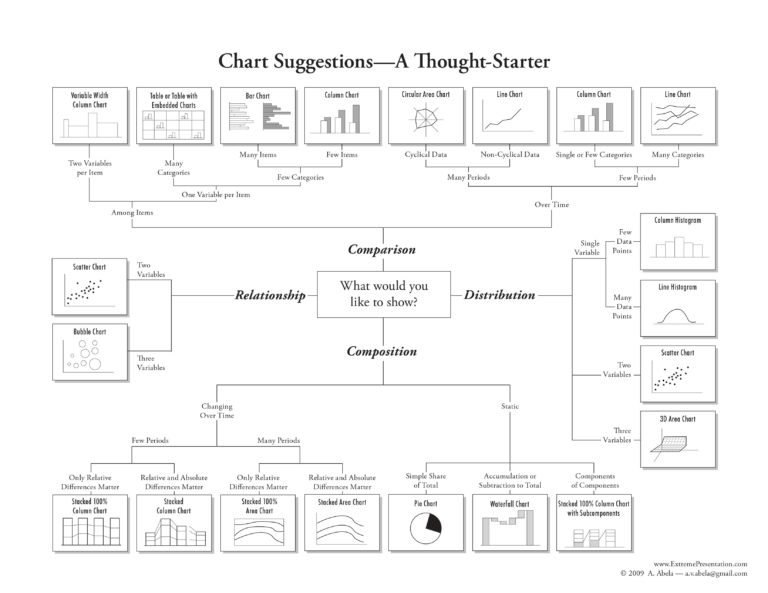 Chart Suggestions—A Thought-Starter
Variable Width
Column Chart
Table or Table with
Embedded Charts
Bar Chart
Column Chart
Circular Area Chart
Line Chart
Column Chart
Line Chart
Two Variables
per Item
Many
Categories
Many Items
Few Items
Cyclical Data
Non-Cyclical Data
Single or Few Categories
Many Categories
Few Categories
Many Periods
Few Periods
One Variable per Item
Among Items
Over Time
Comparison
Relationship
What would you
like to show?
Distribution
Composition
Scatter Chart
Two
Variables
Bubble Chart
Three
Variables
Single
Variable
Few
Data
Points
Column Histogram
Many
Data
Points
Line Histogram
Two
Variables
Scatter Chart
Three
Variables
3D Area Chart
Changing
Over Time
Static
Few Periods
Many Periods
Only Relative
Differences Matter
Relative and Absolute
Differences Matter
Only Relative
Differences Matter
Relative and Absolute
Differences Matter
Simple Share
of Total
Accumulation or
Subtraction to Total
Components
of Components
Stacked 100%
Column Chart
Stacked
Column Chart
Stacked 100%
Area Chart
Stacked Area Chart
Pie Chart
Waterfall Chart
Stacked 100% Column Chart
with Subcomponents
www.ExtremePresentation.com
© 2009 A. Abela — a.v.abela@gmail.com